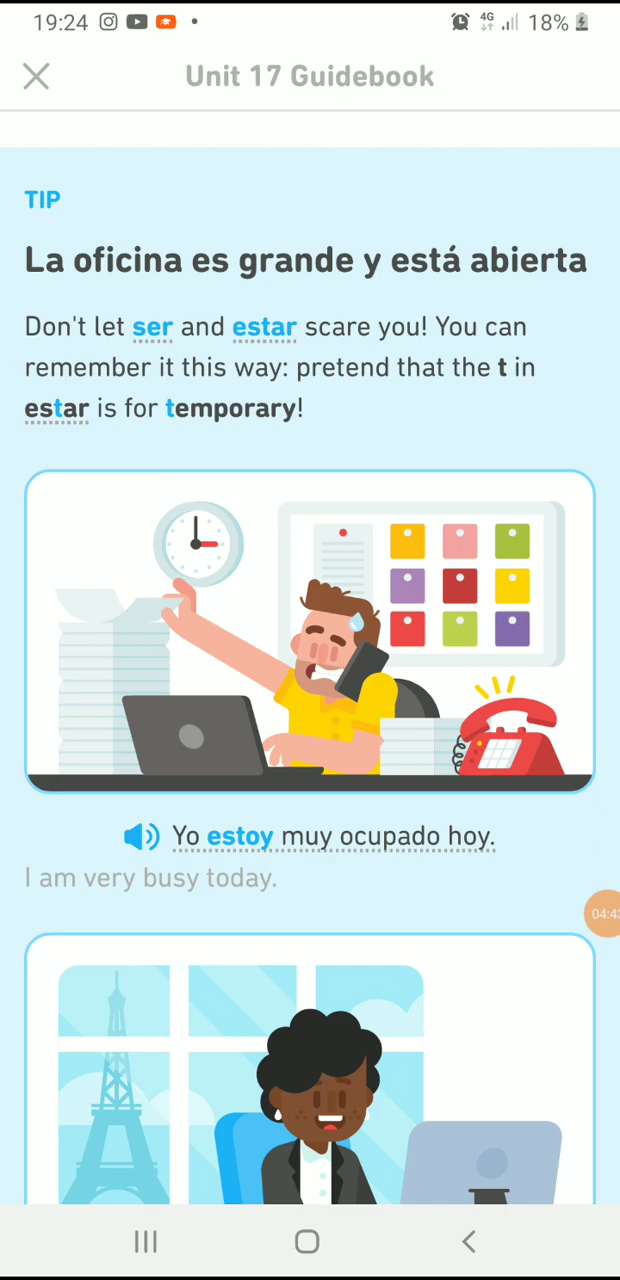 19:24
4G
18%
Unit 17 Guidebook
TIP
La oficina es grande y está abierta
Don't let ser and estar scare you! You can
remember it this way: pretend that the t in
estar is for temporary!
Yo estoy muy ocupado hoy.
I am very busy today.